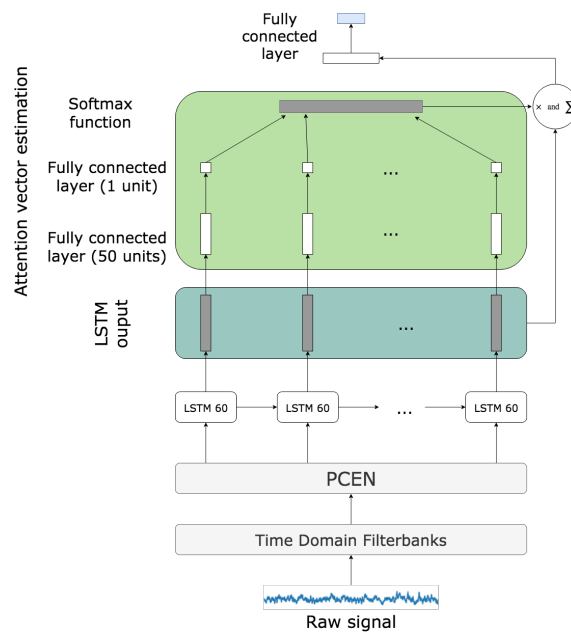 Fully
connected
layer
Attention vector estimation
Softmax
function
× and Σ
Fully connected
layer (1 unit)
...
Fully connected
layer (50 units)
...
LSTM
ouput
...
LSTM 60
LSTM 60
...
LSTM 60
PCEN
Time Domain Filterbanks
Raw signal